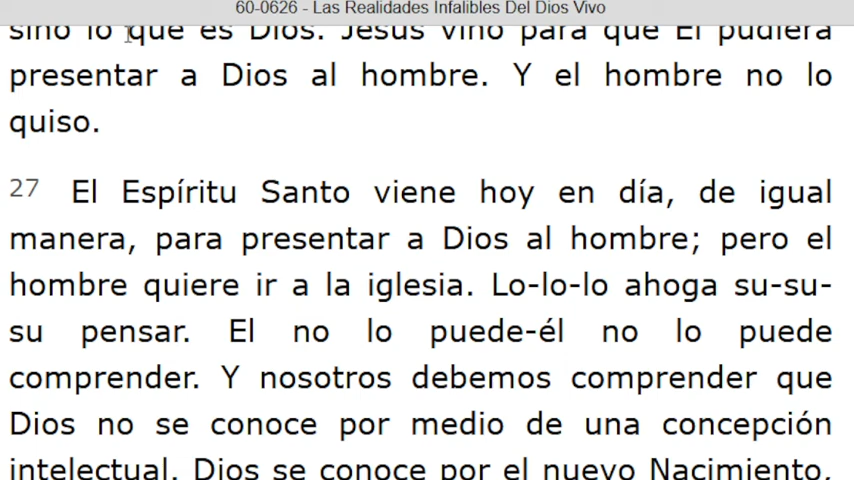 60-0626 - Las Realidades Infalibles Del Dios Vivo
sino lo que es Dios. Jesús vino para que Él pudiera
presentar a Dios al hombre. Y el hombre no lo
quiso.
27 El Espíritu Santo viene hoy en día, de igual
manera, para presentar a Dios al hombre; pero el
hombre quiere ir a la iglesia. Lo-lo-lo ahoga su-su-
su pensar. El no lo puede-él no lo puede
comprender. Y nosotros debemos comprender que
Dios no se conoce por medio de una concepción
intelectual. Dios se conoce por el nuevo Nacimiento,